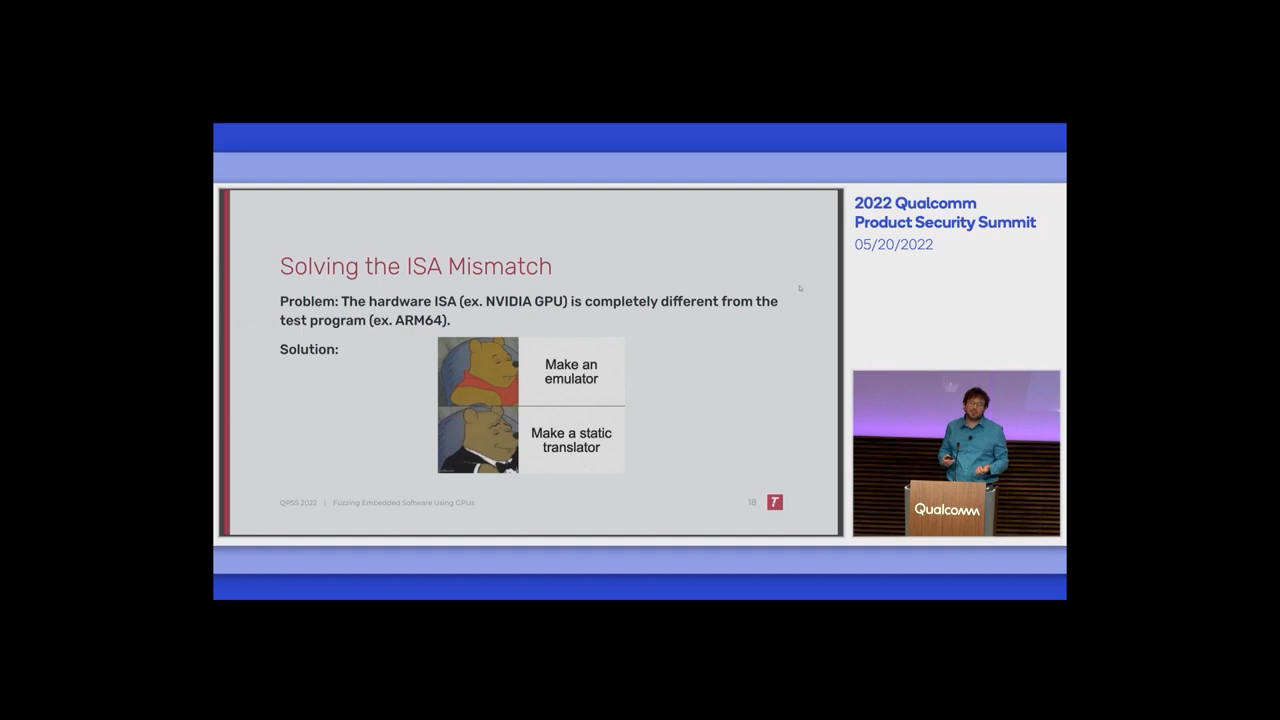 2022 Qualcomm
Product Security Summit
05/20/2022
Solving the ISA Mismatch
Problem: The hardware ISA (ex. NVIDIA GPU) is completely different from the
test program (ex. ARM64).
Solution:
Make an
emulator
Make a static
translator
QPSS 2022 | Fuzzing Embedded Software Using GPUs
18
Qualcomm